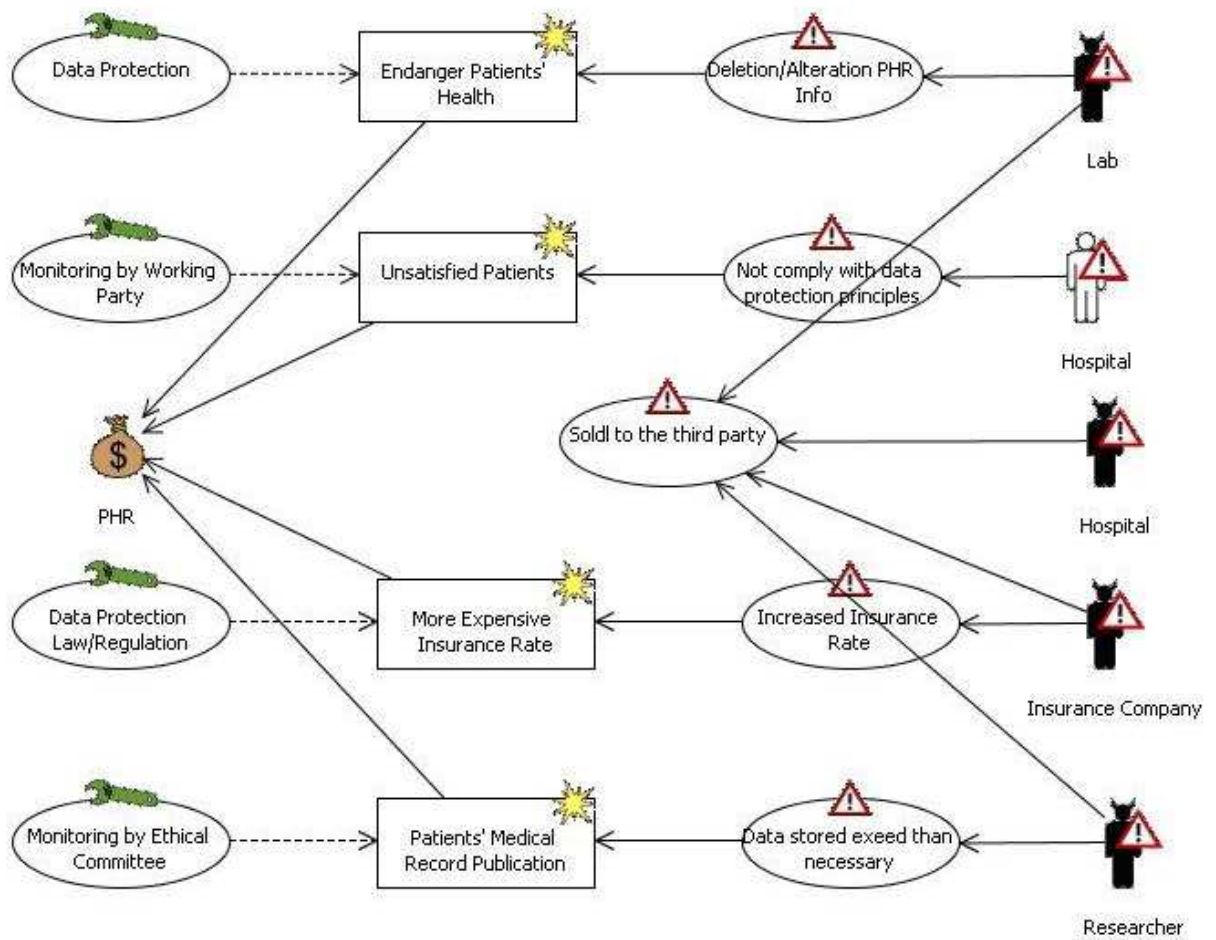 Data Protection
Endanger Patients'
Health
Deletion/Alteration PHR
Info
Lab
Monitoring by Working
Party
Unsatisfied Patients
Not comply with data
protection principles
Hospital
Soldl to the third party
$
PHR
Hospital
Data Protection
Law/Regulation
More Expensive
Insurance Rate
Increased Insurance
Rate
Insurance Company
Monitoring by Ethical
Committee
Patients' Medical
Record Publication
Data stored exeed than
necessary
Researcher